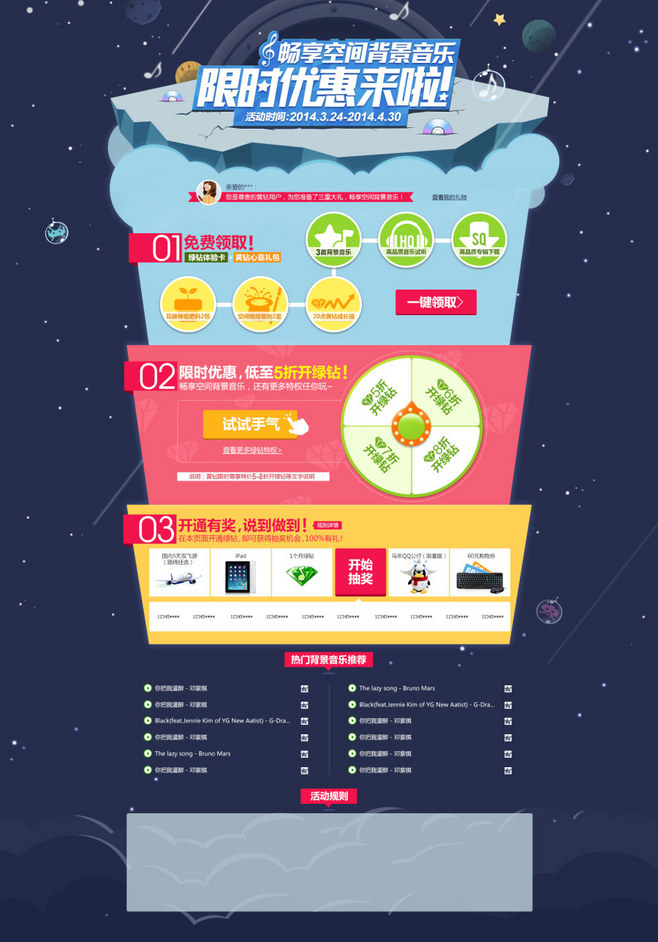 畅享空间背景音乐
限时优惠来啦!
活动时间:2014.3.24-2014.4.30
亲爱的***:
您是尊贵的黄钻用户，为您准备了三重大礼，畅享空间背景音乐！
查看我的礼物
01 免费领取!
绿钻体验卡+黄钻心意礼包
3首背景音乐
HQ
高品质音乐试听
SQ
高品质专辑下载
花藤神奇肥料2包
20点黄钻成长值
一键领取>
02 限时优惠,低至5折开绿钻!
畅享空间背景音乐，还有更多特权任你玩~
试试手气
查看更多绿钻特权>
说明：黄钻限时尊享特价5-8折开绿钻等文字说明
5折
开绿钻
6折
开绿钻
7折
开绿钻
8折
开绿钻
03 开通有奖,说到做到!
规则详情
在本页面开通绿钻,即可获得抽奖机会,100%有礼!
国内5天双飞游
（路线任选）
iPad
1个月绿钻
开始
抽奖
马年QQ公仔（限量版）
60元购物券
12345**** 12345**** 12345**** 12345**** 12345**** 12345**** 12345**** 12345**** 12345**** 12345****
热门背景音乐推荐
你把我灌醉 - 邓紫棋
你把我灌醉 - 邓紫棋
Black(feat.Jennie Kim of YG New Aatist) - G-Dra...
你把我灌醉 - 邓紫棋
The lazy song - Bruno Mars
你把我灌醉 - 邓紫棋
The lazy song - Bruno Mars
Black(feat.Jennie Kim of YG New Aatist) - G-Dra...
你把我灌醉 - 邓紫棋
你把我灌醉 - 邓紫棋
你把我灌醉 - 邓紫棋
你把我灌醉 - 邓紫棋
活动规则